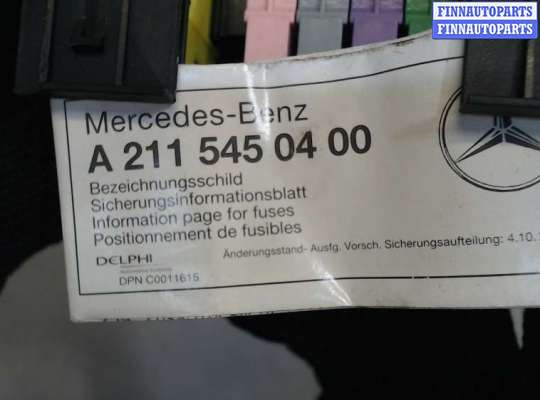 FINNAUTOPARTS
FINNAUTOPARTS
Mercedes-Benz
A 211 545 04 00
Bezeichnungsschild
Sicherungsinformationsblatt
Information page for fuses
Positionnement de fusibles
Änderungsstand- Ausfg. Vorsch. Sicherungsaufteilung: 4.10.
DELPHI
DPN C0011615